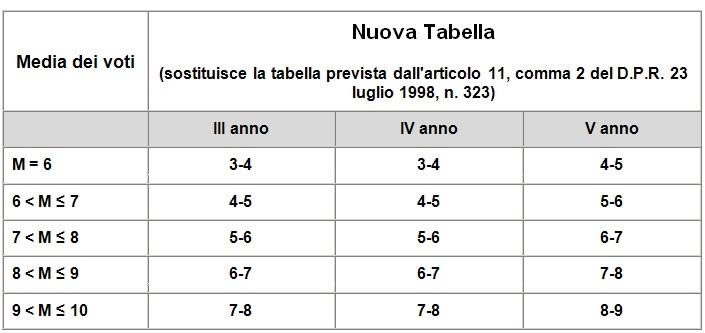 Media dei voti
Nuova Tabella
(sostituisce la tabella prevista dall'articolo 11, comma 2 del D.P.R. 23
luglio 1998, n. 323)
III anno IV anno V anno
M = 6 3-4 3-4 4-5
6 < M ≤ 7 4-5 4-5 5-6
7 < M ≤ 8 5-6 5-6 6-7
8 < M ≤ 9 6-7 6-7 7-8
9 < M ≤ 10 7-8 7-8 8-9